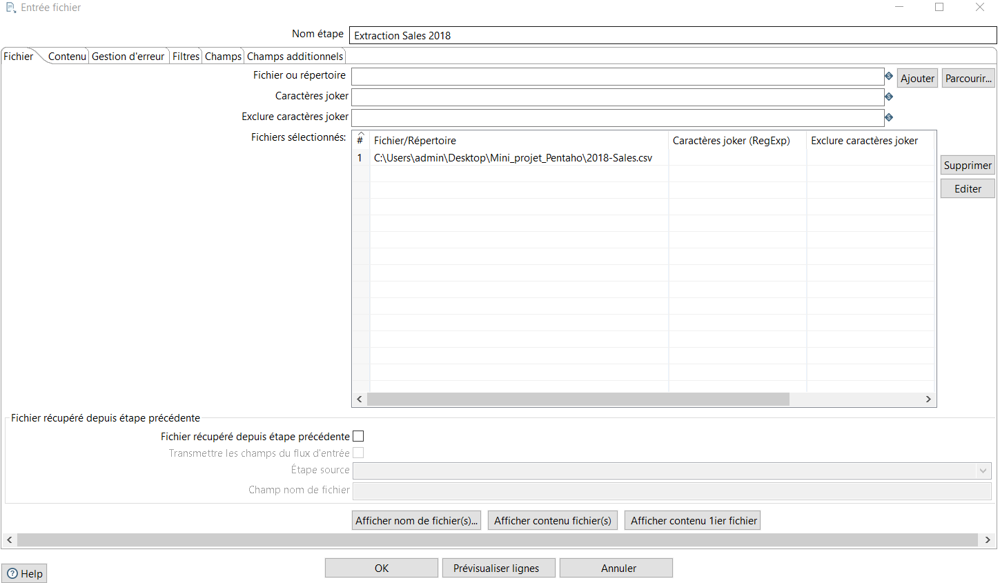 Entrée fichier
Nom étape Extraction Sales 2018
Fichier Contenu Gestion d'erreur Filtres Champs Champs additionnels
Fichier ou répertoire Ajouter Parcourir...
Caractères joker
Exclure caractères joker
Fichiers sélectionnés:
# Fichier/Répertoire Caractères joker (RegExp) Exclure caractères joker
1 C:\Users\admin\Desktop\Mini_projet_Pentaho\2018-Sales.csv
Supprimer
Editer
Fichier récupéré depuis étape précédente
Fichier récupéré depuis étape précédente
Transmettre les champs du flux d'entrée
Étape source
Champ nom de fichier
Afficher nom de fichier(s)... Afficher contenu fichier(s) Afficher contenu 1ier fichier
OK Prévisualiser lignes Annuler
Help